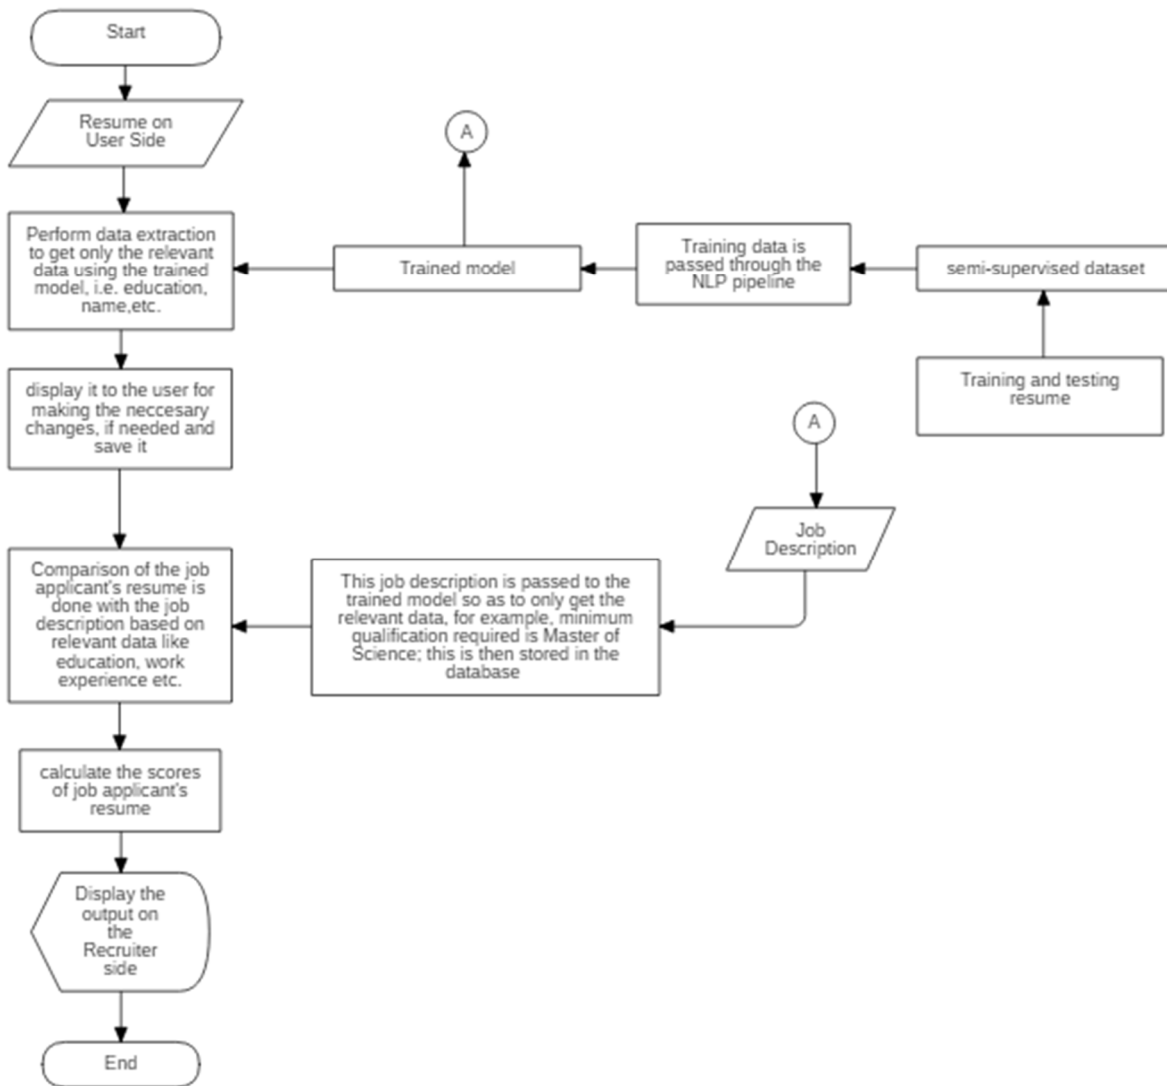 Start
Resume on
User Side
A
Perform data extraction
to get only the relevant
data using the trained
model, i.e. education,
name,etc.
Trained model
Training data is
passed through the
NLP pipeline
semi-supervised dataset
Training and testing
resume
display it to the user for
making the neccesary
changes, if needed and
save it
A
Job
Description
Comparison of the job
applicant's resume is
done with the job
description based on
relevant data like
education, work
experience etc.
This job description is passed to the
trained model so as to only get the
relevant data, for example, minimum
qualification required is Master of
Science; this is then stored in the
database
calculate the scores
of job applicant's
resume
Display the
output on
the
Recruiter
side
End